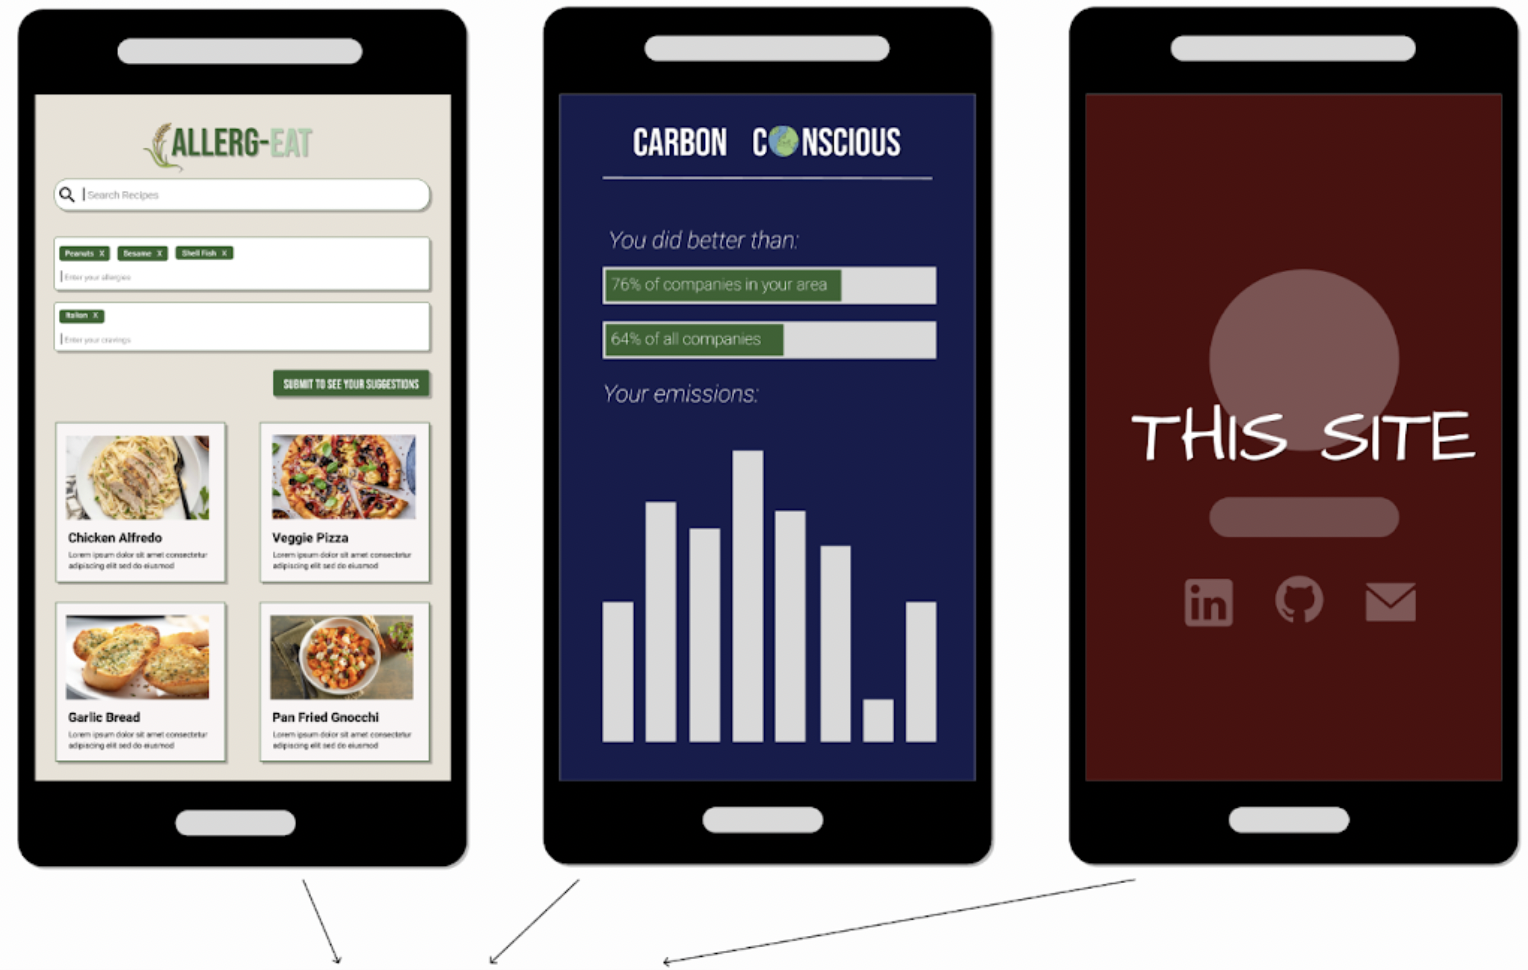 ALLERG-EAT
Search Recipes
Peanuts X Sesame X Shell Fish X
Enter your allergies
Italian X
Enter your cravings
SUBMIT TO SEE YOUR SUGGESTIONS
Chicken Alfredo
Lorem ipsum dolor sit amet consectetur
adipiscing elit sed do eiusmod
Veggie Pizza
Lorem ipsum dolor sit amet consectetur
adipiscing elit sed do eiusmod
Garlic Bread
Lorem ipsum dolor sit amet consectetur
adipiscing elit sed do eiusmod
Pan Fried Gnocchi
Lorem ipsum dolor sit amet consectetur
adipiscing elit sed do eiusmod
CARBON CONSCIOUS
You did better than:
76% of companies in your area
64% of all companies
Your emissions:
THIS SITE
in